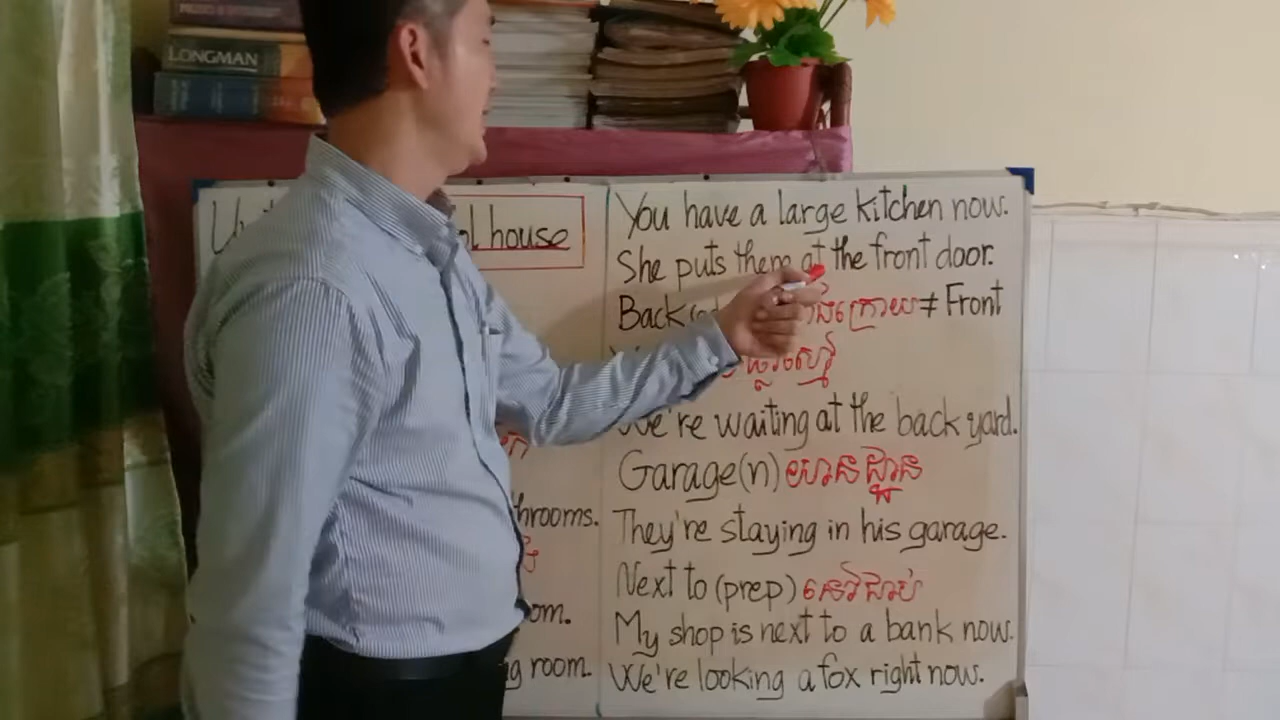 LONGMAN
house
throoms.
om.
g room.
You have a large kitchen now.
She puts them at the front door.
Back ≠ Front
We're waiting at the back yard.
Garage(n) យានដ្ឋាន
They're staying in his garage.
Next to (prep) នៅជាប់
My shop is next to a bank now.
We're looking a fox right now.